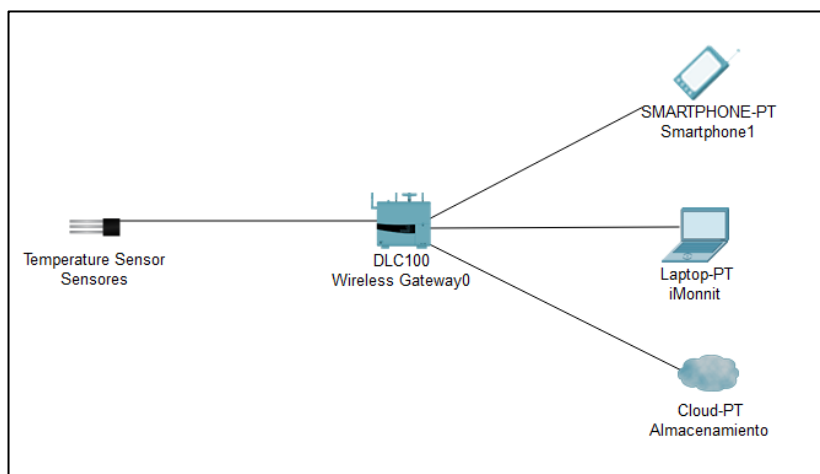 SMARTPHONE-PT
Smartphone1
Temperature Sensor
Sensores
DLC100
Wireless Gateway0
Laptop-PT
iMonnit
Cloud-PT
Almacenamiento